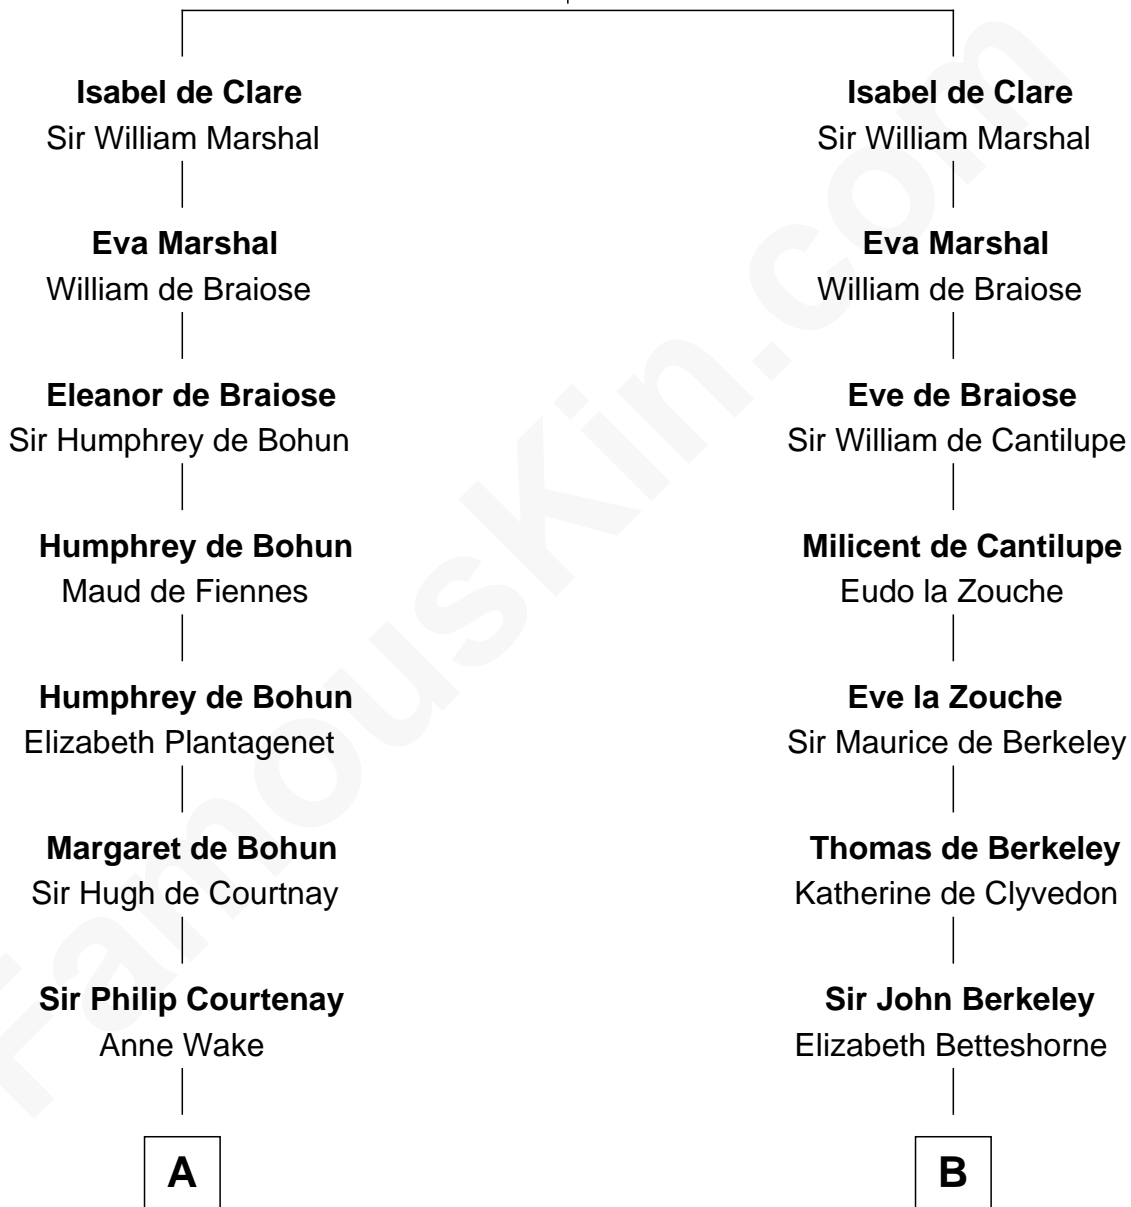 Isabel de Clare
Sir William Marshal
Eva Marshal
William de Braiose
Eleanor de Braiose
Sir Humphrey de Bohun
Humphrey de Bohun
Maud de Fiennes
Humphrey de Bohun
Elizabeth Plantagenet
Margaret de Bohun
Sir Hugh de Courtnay
Sir Philip Courtenay
Anne Wake
A
Isabel de Clare
Sir William Marshal
Eva Marshal
William de Braiose
Eve de Braiose
Sir William de Cantilupe
Milicent de Cantilupe
Eudo la Zouche
Eve la Zouche
Sir Maurice de Berkeley
Thomas de Berkeley
Katherine de Clyvedon
Sir John Berkeley
Elizabeth Betteshorne
B
FamousKin.com